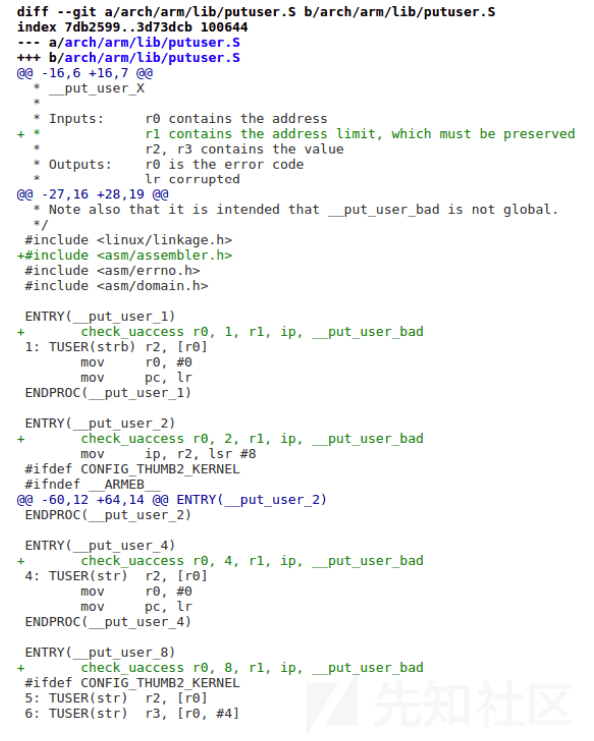 diff --git a/arch/arm/lib/putuser.S b/arch/arm/lib/putuser.S
index 7db2599..3d73dcb 100644
--- a/arch/arm/lib/putuser.S
+++ b/arch/arm/lib/putuser.S
@@ -16,6 +16,7 @@
  * __put_user_X
  *
  * Inputs:	r0 contains the address
+ *		r1 contains the address limit, which must be preserved
  *		r2, r3 contains the value
  * Outputs:	r0 is the error code
  *		lr corrupted
@@ -27,16 +28,19 @@
  * Note also that it is intended that __put_user_bad is not global.
  */
 #include <linux/linkage.h>
+#include <asm/assembler.h>
 #include <asm/errno.h>
 #include <asm/domain.h>

 ENTRY(__put_user_1)
+	check_uaccess r0, 1, r1, ip, __put_user_bad
 1: TUSER(strb) r2, [r0]
	mov	r0, #0
	mov	pc, lr
 ENDPROC(__put_user_1)

 ENTRY(__put_user_2)
+	check_uaccess r0, 2, r1, ip, __put_user_bad
	mov	ip, r2, lsr #8
 #ifdef CONFIG_THUMB2_KERNEL
 #ifndef __ARMEB__
@@ -60,12 +64,14 @@ ENTRY(__put_user_2)
 ENDPROC(__put_user_2)

 ENTRY(__put_user_4)
+	check_uaccess r0, 4, r1, ip, __put_user_bad
 4: TUSER(str)	r2, [r0]
	mov	r0, #0
	mov	pc, lr
 ENDPROC(__put_user_4)

 ENTRY(__put_user_8)
+	check_uaccess r0, 8, r1, ip, __put_user_bad
 #ifdef CONFIG_THUMB2_KERNEL
 5: TUSER(str)	r2, [r0]
 6: TUSER(str)	r3, [r0, #4]
先知社区